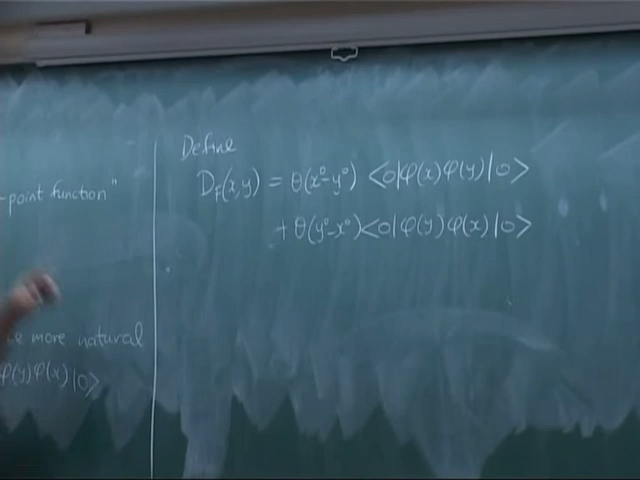 -point function"
more natural
φ(y)φ(x)|0>
Define
D_F(x,y) = θ(x⁰-y⁰) <0|φ(x)φ(y)|0>
+ θ(y⁰-x⁰)<0|φ(y)φ(x)|0>